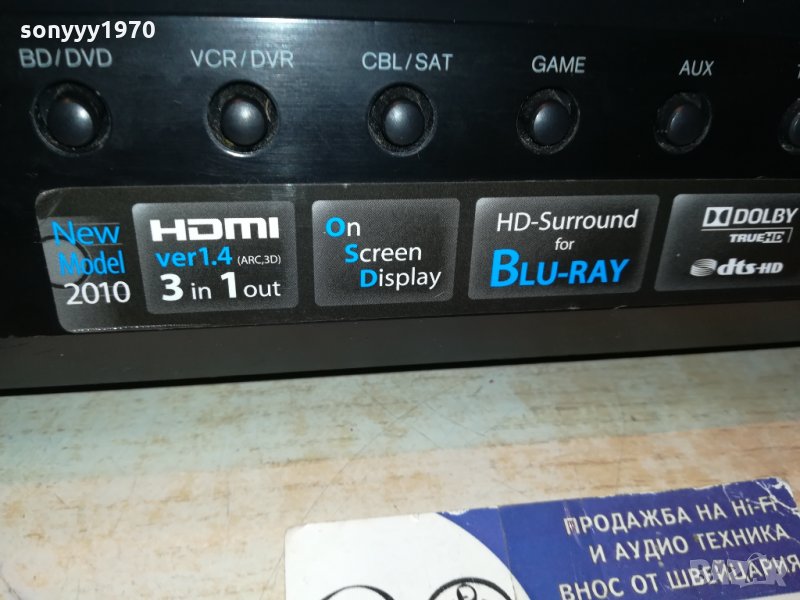 sonyyy1970
BD/DVD VCR/DVR CBL/SAT GAME AUX
New Model 2010
HDMI
ver1.4 (ARC,3D)
3 in 1 out
On
Screen
Display
HD-Surround
for
BLU-RAY
DOLBY
TRUEHD
dts-HD
ПРОДАЖБА НА Hi-Fi
И АУДИО ТЕХНИКА
ВНОС ОТ ШВЕЙЦАРИЯ